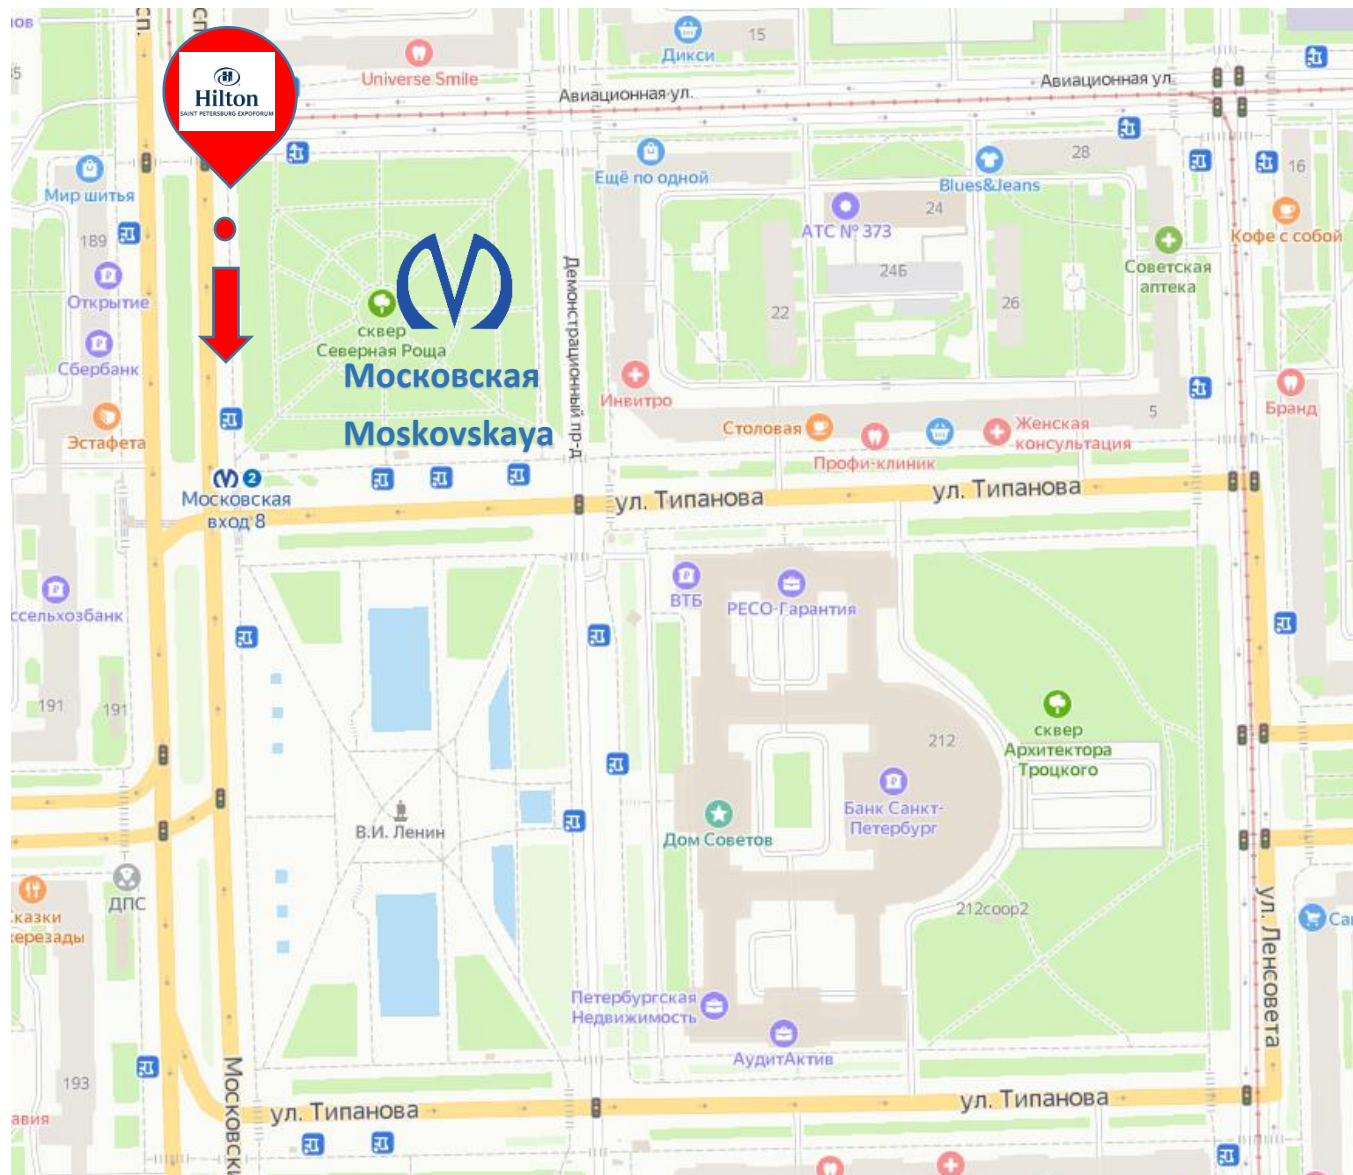 Hilton
SAINT PETERSBURG EXPOFORUM
Universe Smile
Дикси
15
Авиационная ул.
Авиационная ул.
Мир шитья
189
Открытие
Сбербанк
Эстафета
сквер
Северная Роща
Московская
Moskovskaya
2
Московская
вход 8
Демонстрационный пр-д
Ещё по одной
АТС № 373
24
24Б
22
26
28
Blues&Jeans
16
Кофе с собой
Советская
аптека
Инвитро
Столовая
Профи-клиник
Женская
консультация
5
Бранд
ул. Типанова
ул. Типанова
ВТБ
РЕСО-Гарантия
191
191
212
сквер
Архитектора
Троцкого
В.И. Ленин
Дом Советов
Банк Санкт-
Петербург
ДПС
212соор2
ул. Ленсовета
Петербургская
Недвижимость
АудитАктив
193
ул. Типанова
ул. Типанова